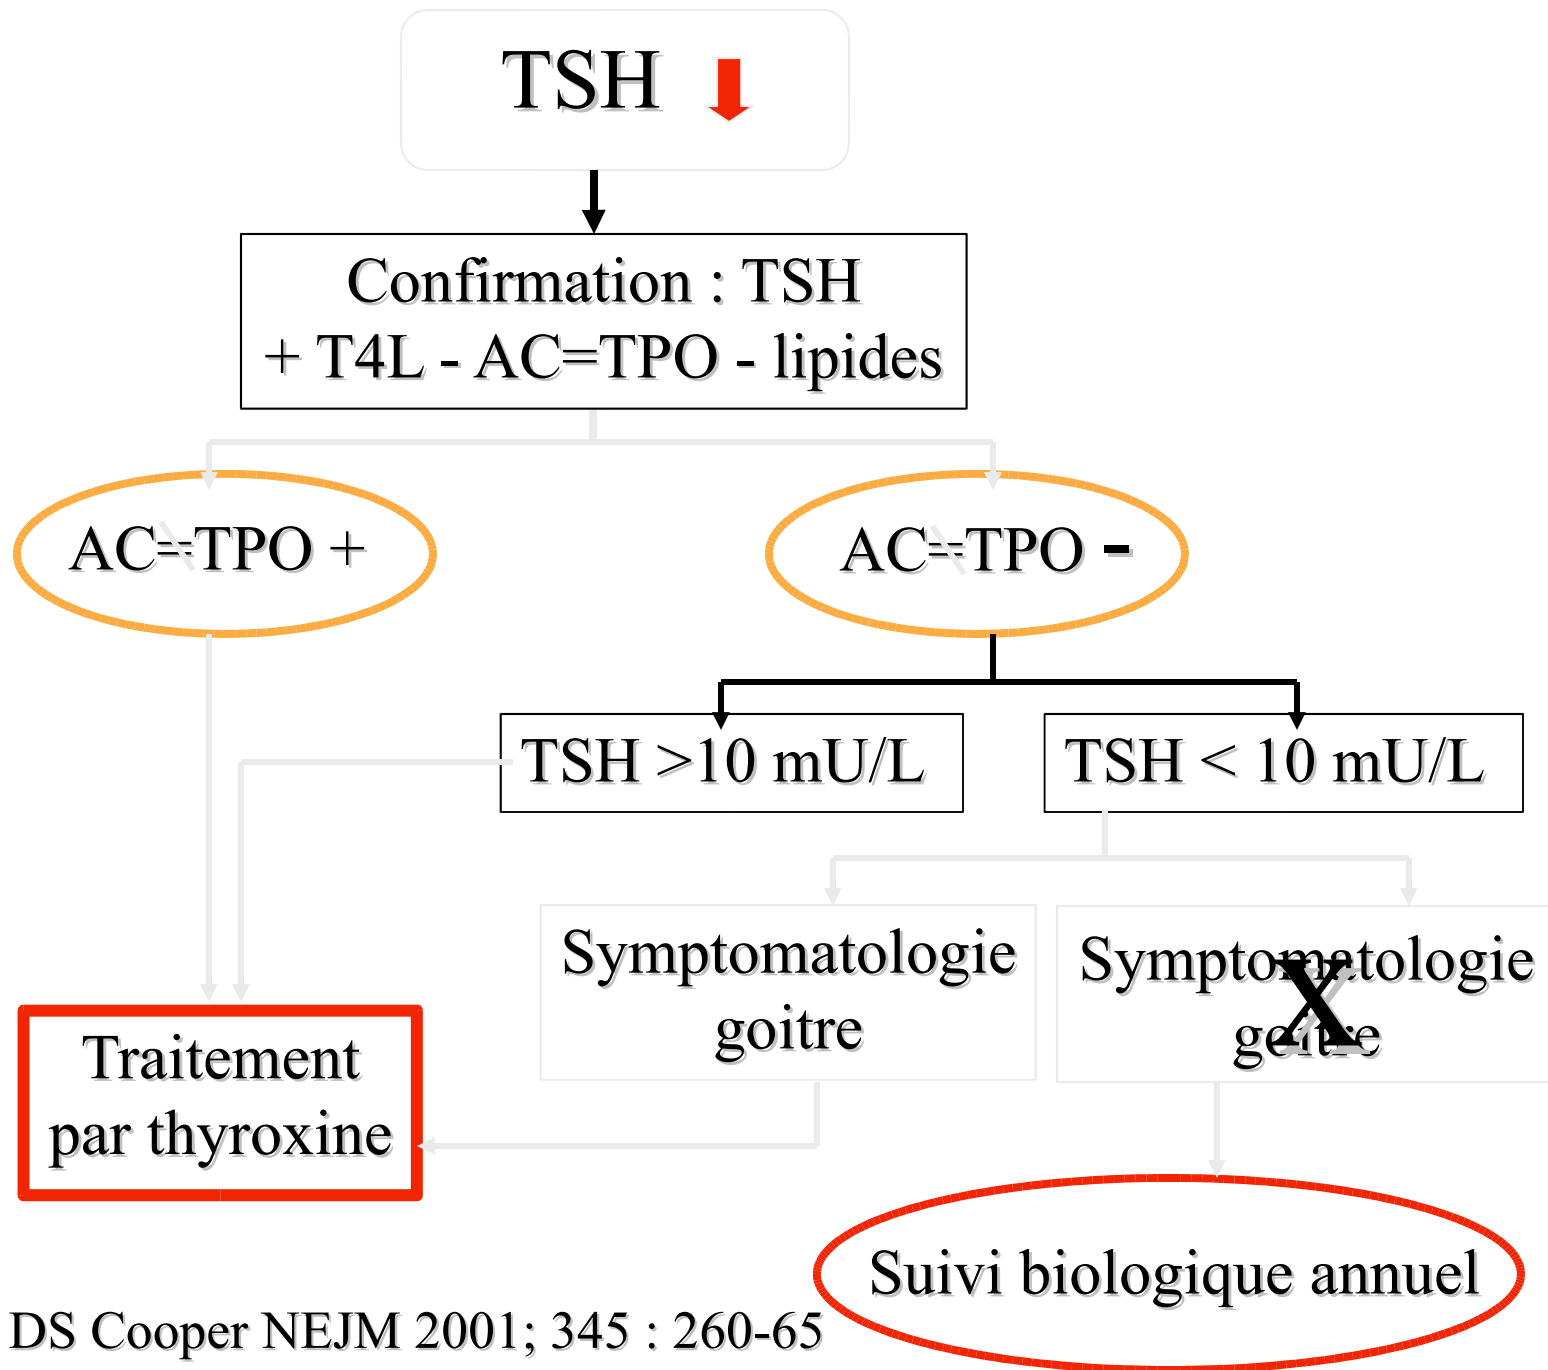 TSH
Confirmation : TSH
+ T4L - AC=TPO - lipides
AC=TPO +
AC=TPO -
TSH >10 mU/L
TSH < 10 mU/L
Symptomatologie
goitre
Symptomatologie
goitre
X
Traitement
par thyroxine
Suivi biologique annuel
DS Cooper NEJM 2001; 345 : 260-65